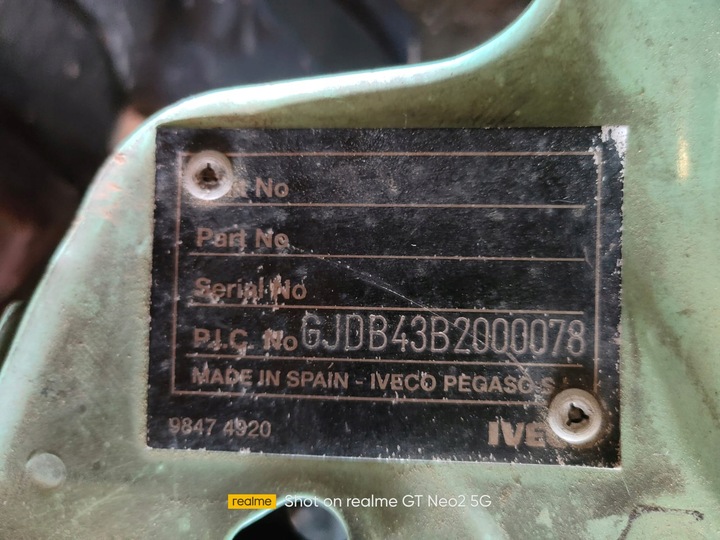 No
Part No
Serial No
P.I.C. No GJDB43B2000078
MADE IN SPAIN - IVECO PEGASO S
9847 4920
IVE
realme Shot on realme GT Neo2 5G